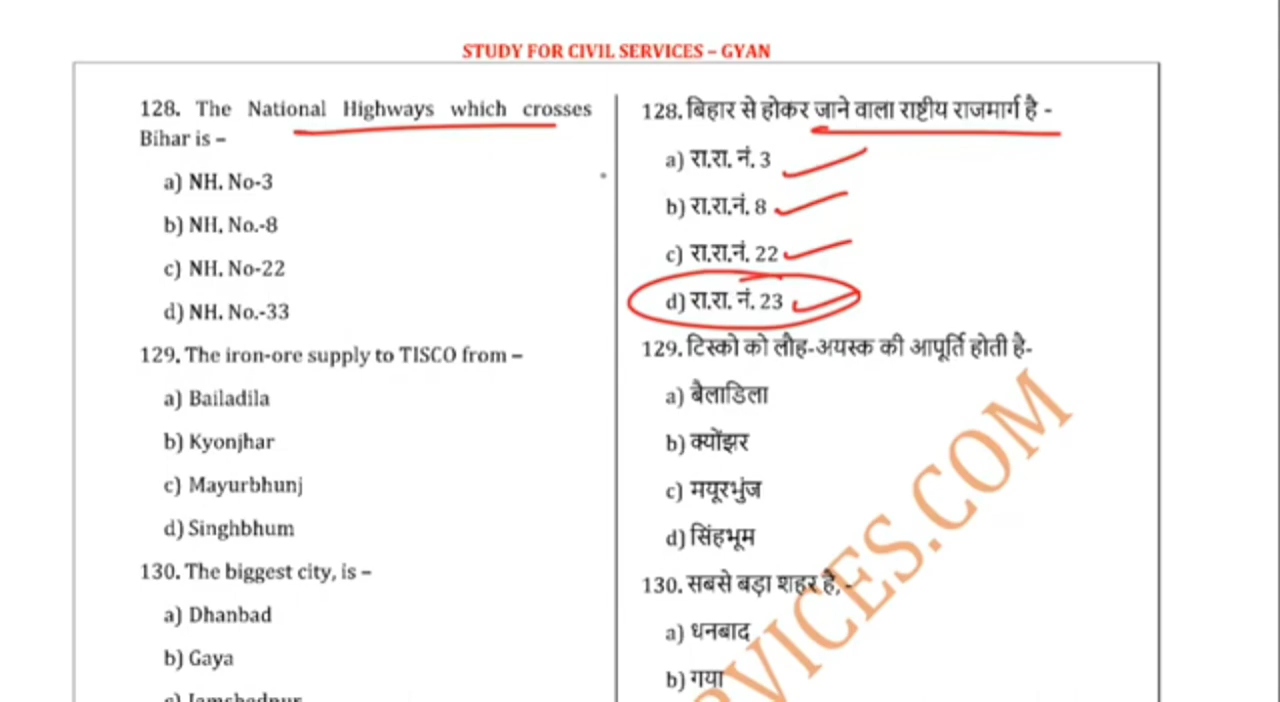 STUDY FOR CIVIL SERVICES – GYAN
128. The National Highways which crosses
Bihar is –
a) NH. No-3
b) NH. No.-8
c) NH. No-22
d) NH. No.-33
129. The iron-ore supply to TISCO from –
a) Bailadila
b) Kyonjhar
c) Mayurbhunj
d) Singhbhum
130. The biggest city, is –
a) Dhanbad
b) Gaya
c) Jamshedpur
128. बिहार से होकर जाने वाला राष्ट्रीय राजमार्ग है -
a) रा.रा. नं. 3
b) रा.रा.नं. 8
c) रा.रा.नं. 22
d) रा.रा. नं. 23
129. टिस्को को लौह-अयस्क की आपूर्ति होती है-
a) बैलाडिला
b) क्योंझर
c) मयूरभुंज
d) सिंहभूम
130. सबसे बड़ा शहर है, -
a) धनबाद
b) गया
RVICES.COM